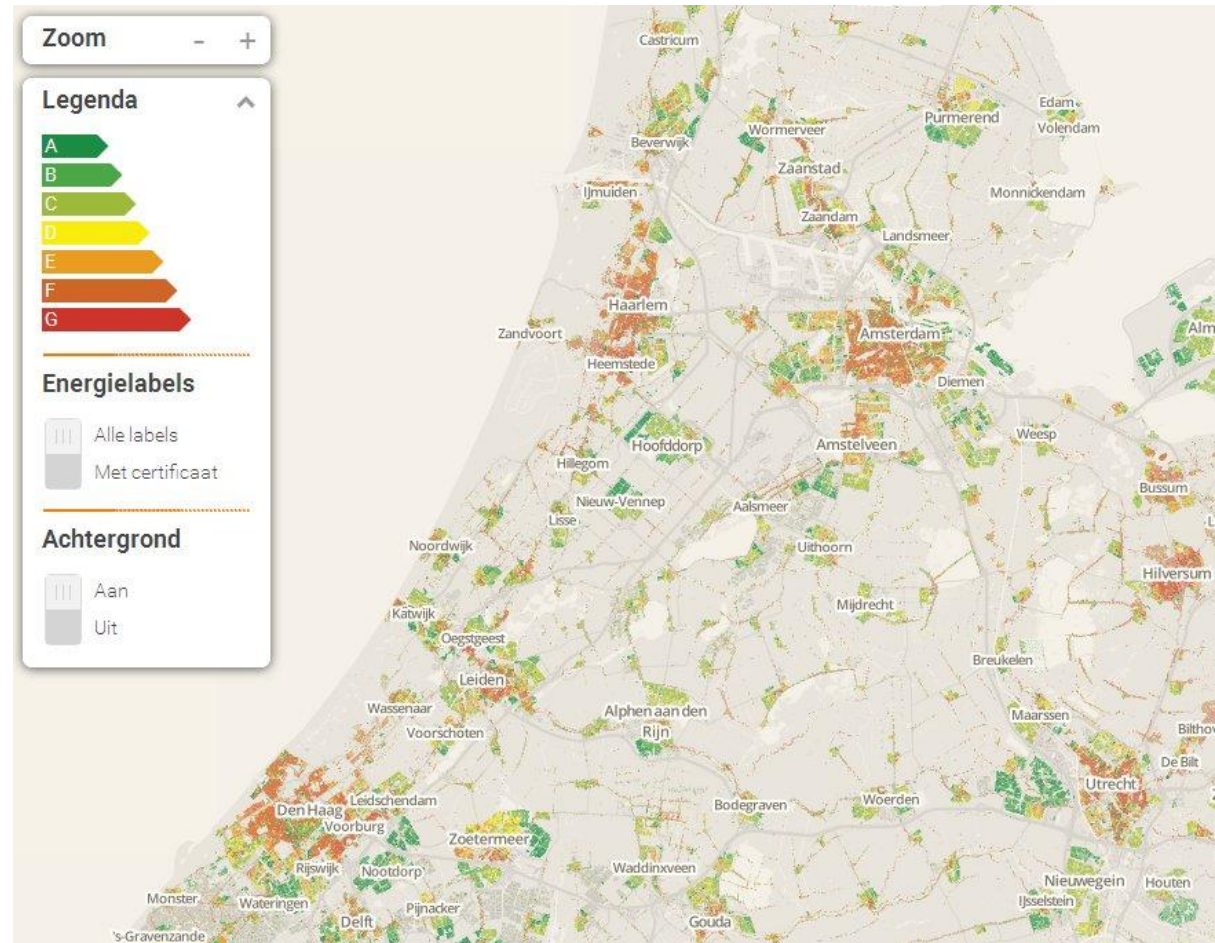 Zoom - +
Legenda
A
B
C
D
E
F
G
Energielabels
Alle labels
Met certificaat
Achtergrond
Aan
Uit
Castricum
Edam
Purmerend
Wormerveer
Volendam
Beverwijk
Zaanstad
IJmuiden
Monnickendam
Zaandam
Landsmeer
Haarlem
Zandvoort
Amsterdam
Alm
Heemstede
Diemen
Weesp
Hoofddorp
Amstelveen
Hillegom
Bussum
Nieuw-Vennep
Aalsmeer
Lisse
L
Noordwijk
Uithoorn
Hilversum
Mijdrecht
Katwijk
Oegstgeest
Breukelen
Leiden
Wassenaar
Alphen aan den
Rijn
Maarssen
Voorschoten
Bilthov
De Bilt
Utrecht
Den Haag
Leidschendam
Bodegraven
Woerden
Voorburg
Zoetermeer
Rijswijk
Nootdorp
Waddinxveen
Nieuwegein
Houten
Monster
Wateringen
Pijnacker
IJsselstein
Delft
Gouda
's-Gravenzande